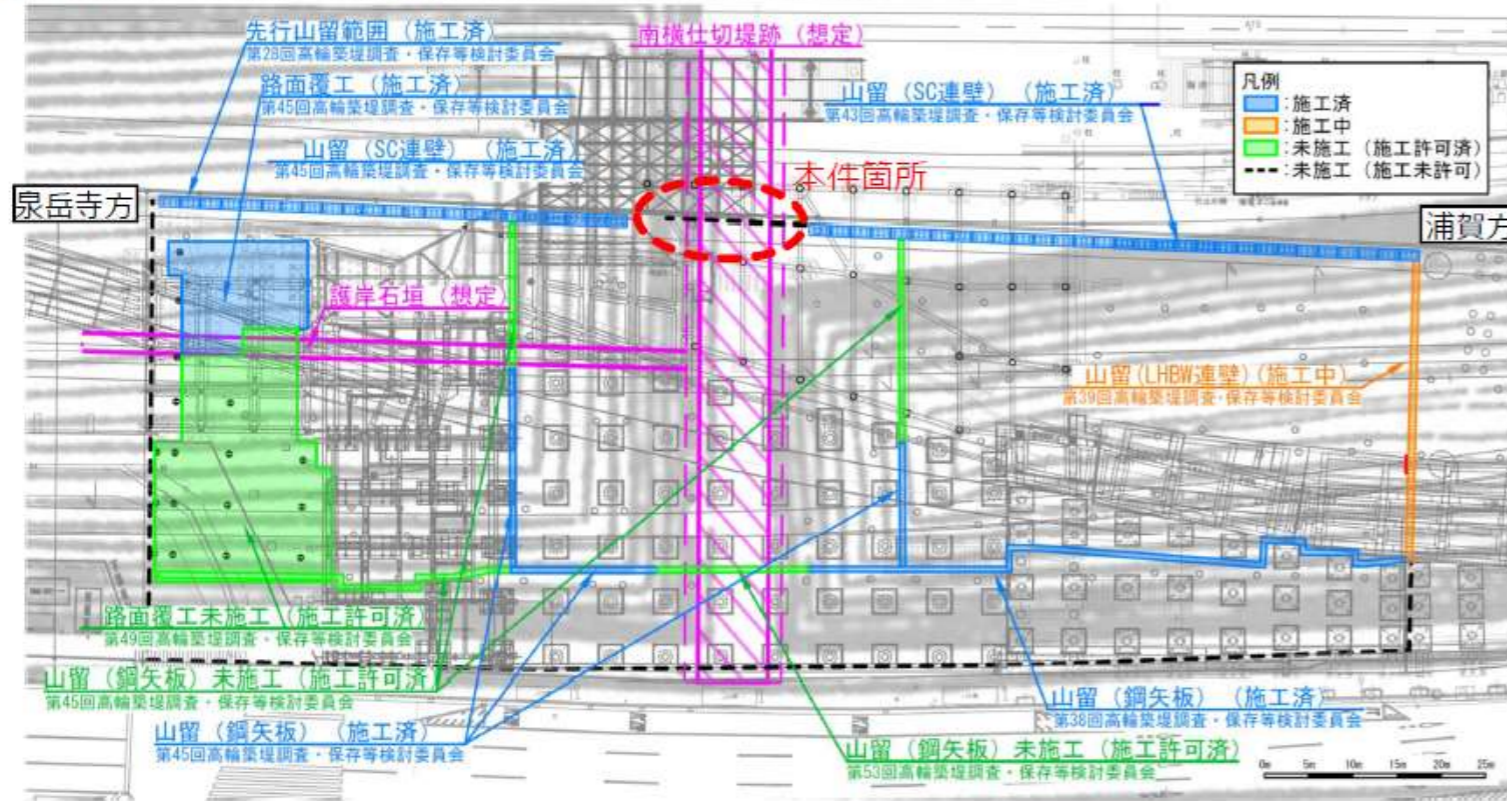 先行山留範囲（施工済）
第28回高輪築堤調査・保存等検討委員会
路面覆工（施工済）
第45回高輪築堤調査・保存等検討委員会
山留（SC連壁）（施工済）
第45回高輪築堤調査・保存等検討委員会
南横仕切堤跡（想定）
山留（SC連壁）（施工済）
第43回高輪築堤調査・保存等検討委員会
凡例
：施工済
：施工中
：未施工（施工許可済）
：未施工（施工未許可）
泉岳寺方
本件箇所
浦賀方
護岸石垣（想定）
山留(LHBW連壁)(施工中)
第39回高輪築堤調査・保存等検討委員会
路面覆工未施工（施工許可済）
第49回高輪築堤調査・保存等検討委員会
山留（鋼矢板）未施工（施工許可済）
第45回高輪築堤調査・保存等検討委員会
山留（鋼矢板）（施工済）
第45回高輪築堤調査・保存等検討委員会
山留（鋼矢板）（施工済）
第38回高輪築堤調査・保存等検討委員会
山留（鋼矢板）未施工（施工許可済）
第53回高輪築堤調査・保存等検討委員会
0m 5m 10m 15m 20m 25m